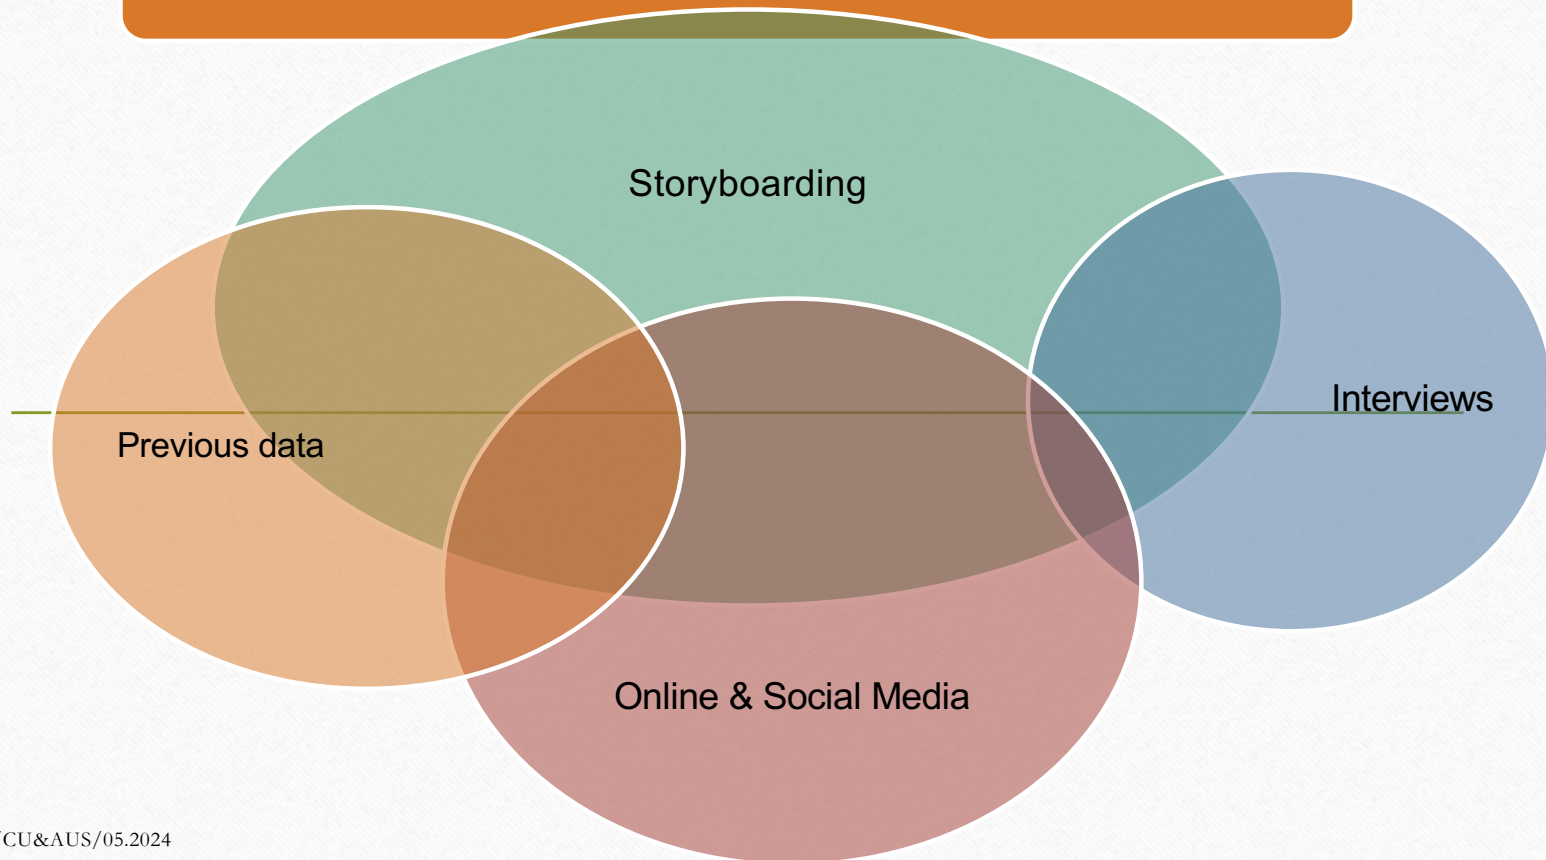 Storyboarding
Interviews
Previous data
Online & Social Media
/CU&AUS/05.2024